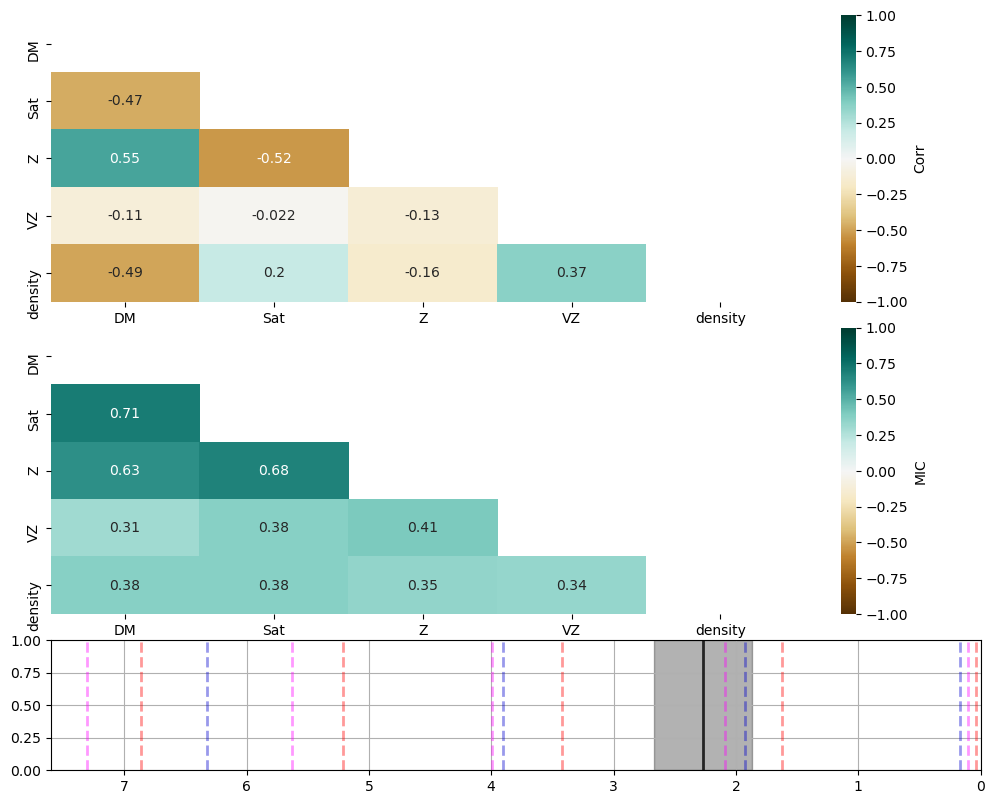 DM
Sat
-0.47
Z
0.55 -0.52
VZ
-0.11 -0.022 -0.13
density
-0.49 0.2 -0.16 0.37
DM Sat Z VZ density
1.00
0.75
0.50
0.25
0.00
−0.25
−0.50
−0.75
−1.00
Corr
DM
Sat
0.71
Z
0.63 0.68
VZ
0.31 0.38 0.41
density
0.38 0.38 0.35 0.34
DM Sat Z VZ density
1.00
0.75
0.50
0.25
0.00
−0.25
−0.50
−0.75
−1.00
MIC
1.00
0.75
0.50
0.25
0.00
7 6 5 4 3 2 1 0